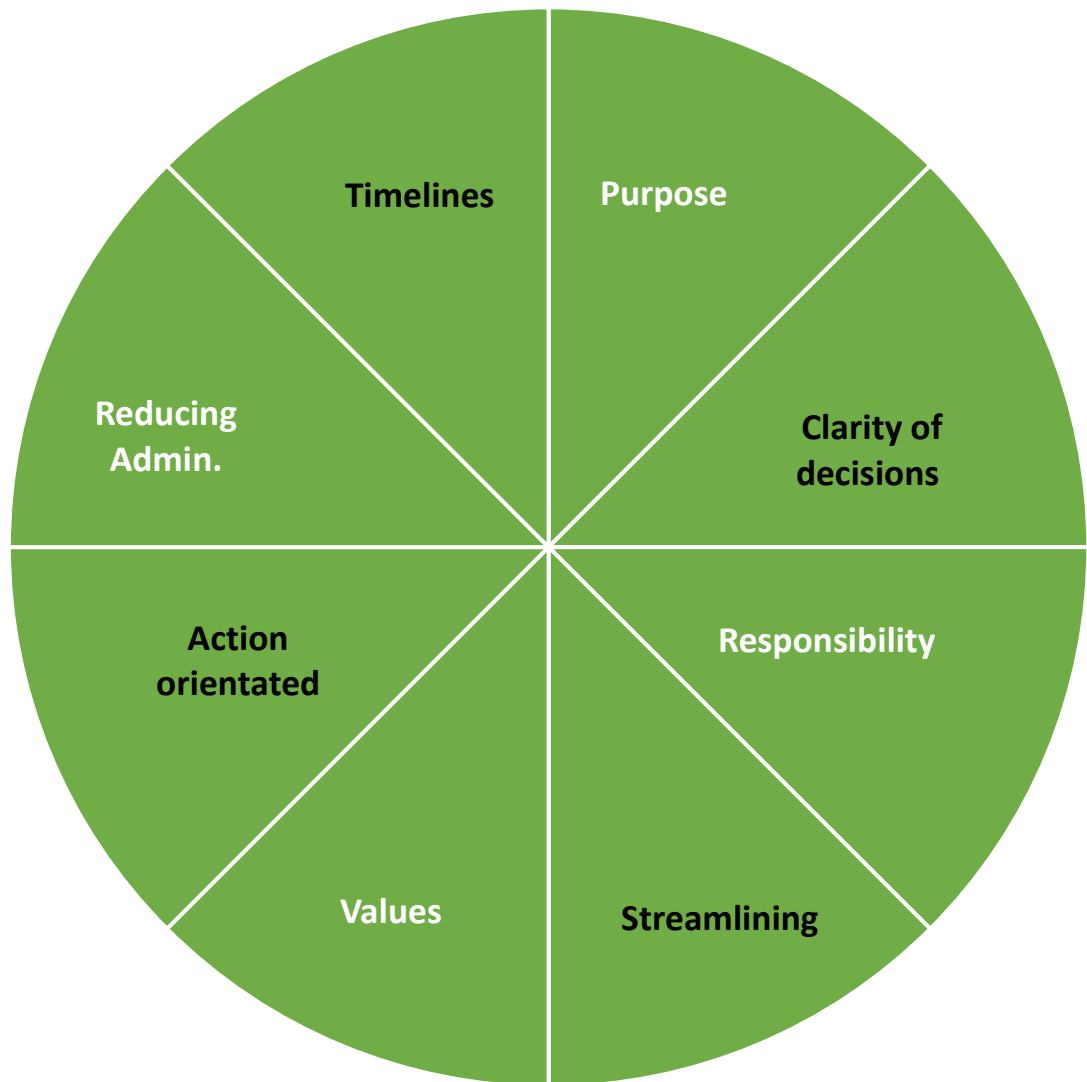 Timelines
Purpose
Reducing
Admin.
Clarity of
decisions
Action
orientated
Responsibility
Values
Streamlining